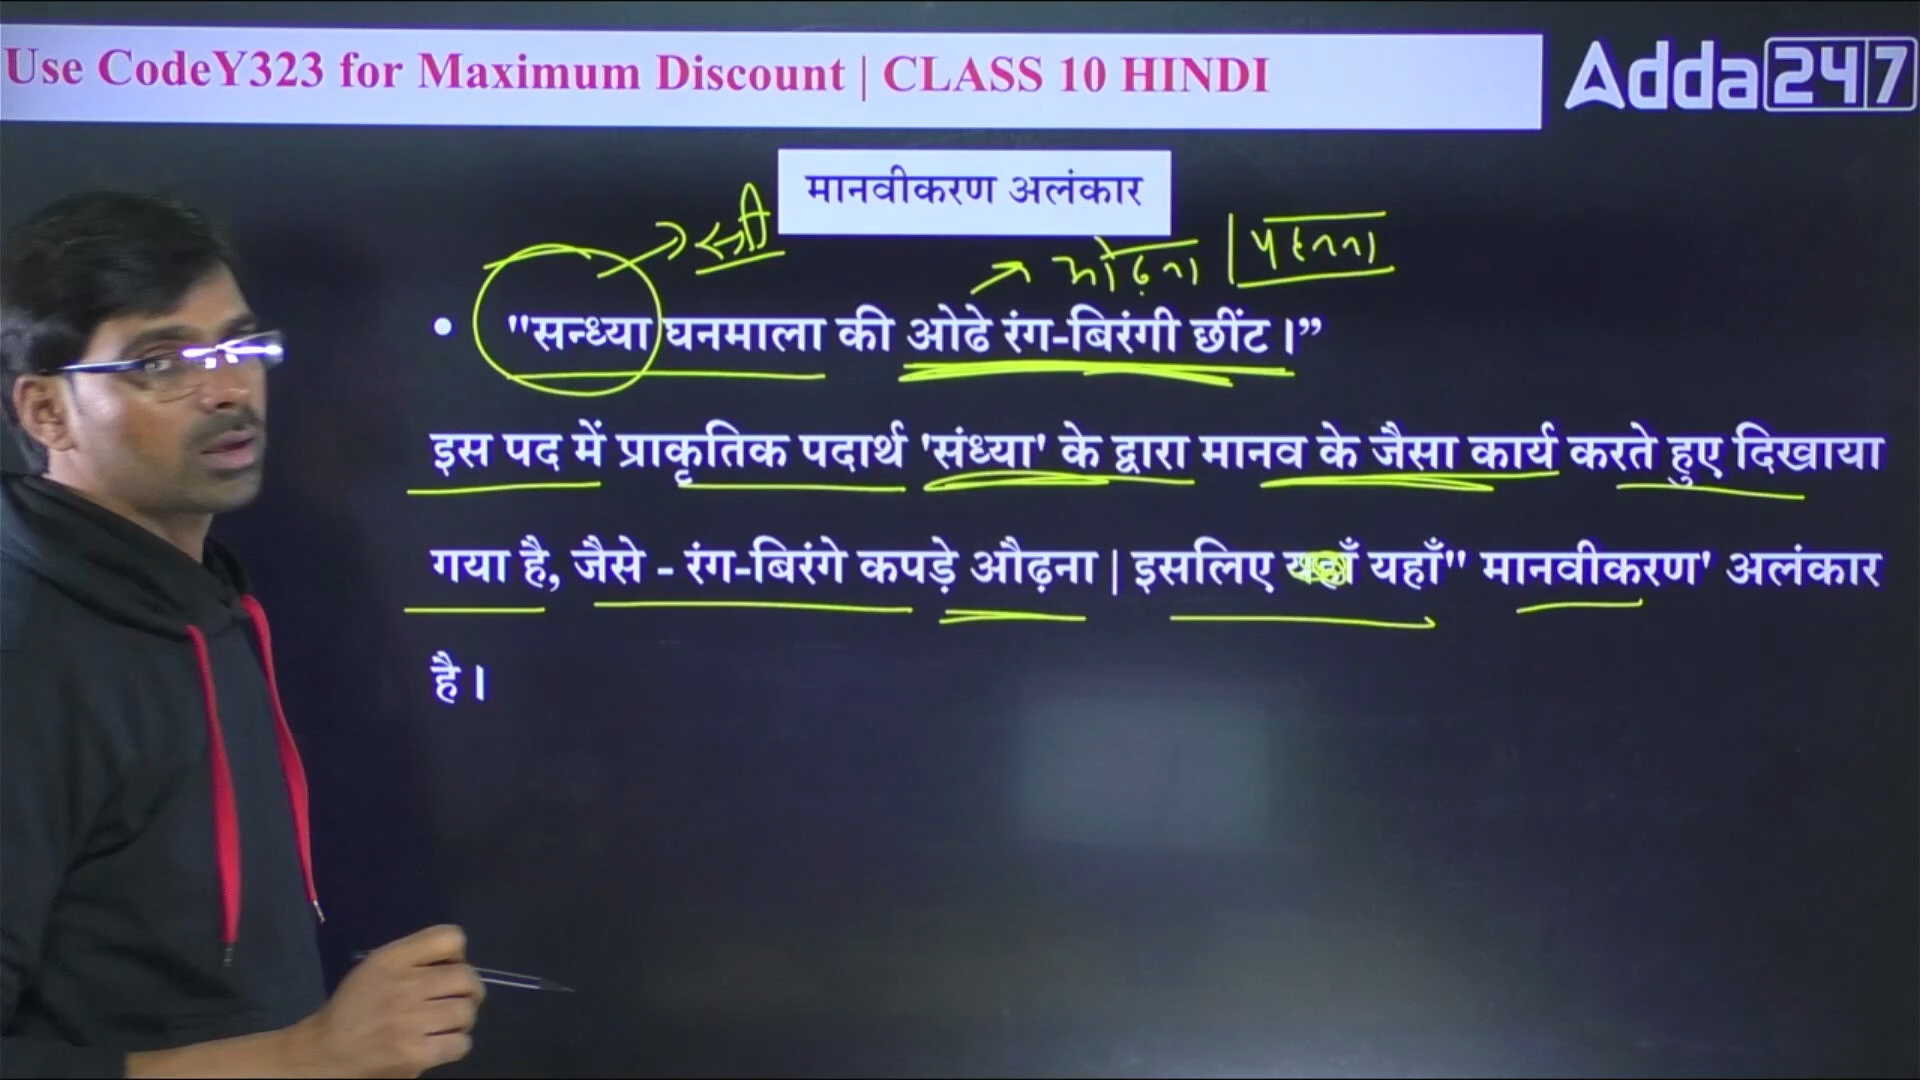 Use CodeY323 for Maximum Discount | CLASS 10 HINDI
Adda247
मानवीकरण अलंकार
स्त्री
ओढ़ना | पहनना
• "सन्ध्या घनमाला की ओढे रंग-बिरंगी छींट।”
इस पद में प्राकृतिक पदार्थ 'संध्या' के द्वारा मानव के जैसा कार्य करते हुए दिखाया
गया है, जैसे - रंग-बिरंगे कपड़े औढ़ना | इसलिए यहाँ यहाँ" मानवीकरण' अलंकार
है।